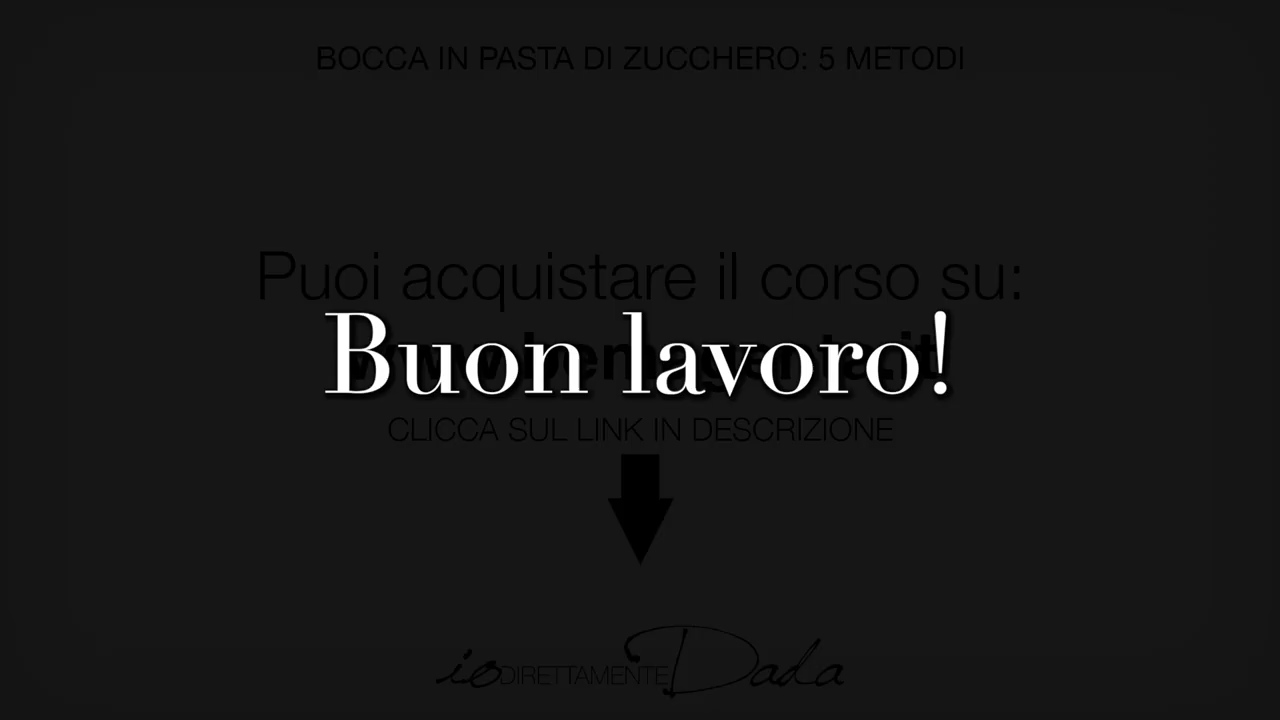 BOCCA IN PASTA DI ZUCCHERO: 5 METODI
Puoi acquistare il corso su:
Buon lavoro!
CLICCA SUL LINK IN DESCRIZIONE
io DIRETTAMENTE Dada